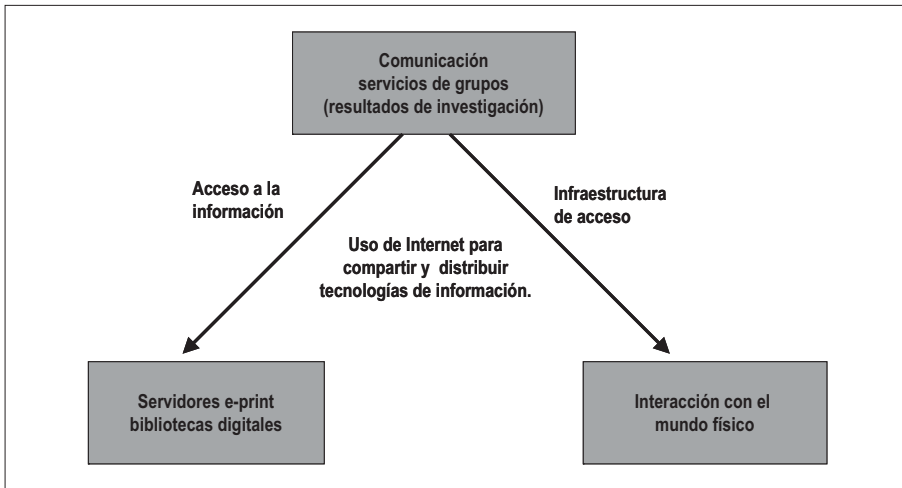 Comunicación
servicios de grupos
(resultados de investigación)
Acceso a la
información
Infraestructura
de acceso
Uso de Internet para
compartir y distribuir
tecnologías de información.
Servidores e-print
bibliotecas digitales
Interacción con el
mundo físico